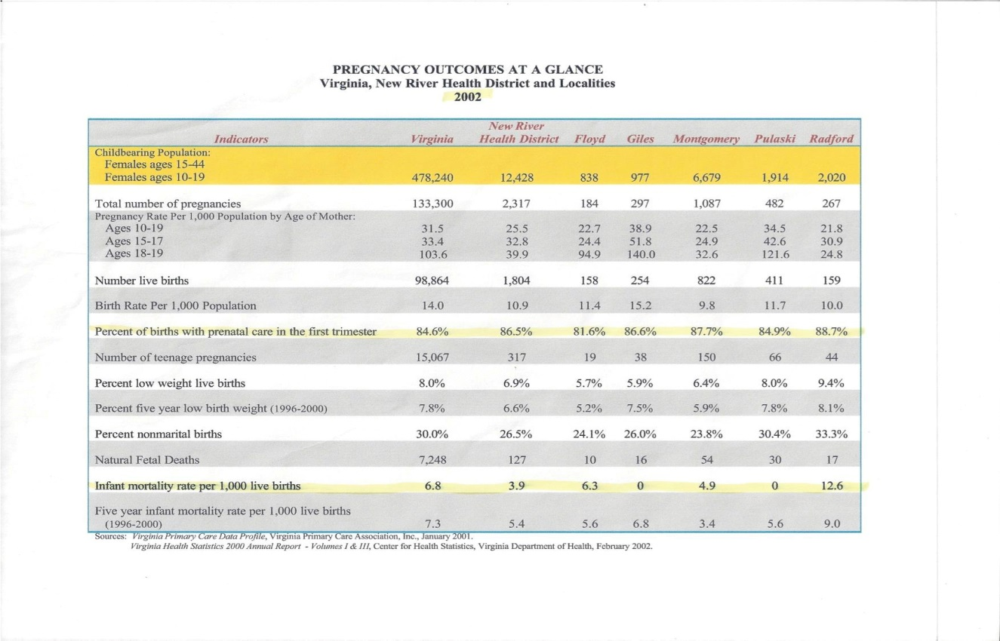 PREGNANCY OUTCOMES AT A GLANCE
Virginia, New River Health District and Localities
2002
New River
Indicators Virginia Health District Floyd Giles Montgomery Pulaski Radford
Childbearing Population:
Females ages 15-44
Females ages 10-19 478,240 12,428 838 977 6,679 1,914 2,020
Total number of pregnancies 133,300 2,317 184 297 1,087 482 267
Pregnancy Rate Per 1,000 Population by Age of Mother:
Ages 10-19 31.5 25.5 22.7 38.9 22.5 34.5 21.8
Ages 15-17 33.4 32.8 24.4 51.8 24.9 42.6 30.9
Ages 18-19 103.6 39.9 94.9 140.0 32.6 121.6 24.8
Number live births 98,864 1,804 158 254 822 411 159
Birth Rate Per 1,000 Population 14.0 10.9 11.4 15.2 9.8 11.7 10.0
Percent of births with prenatal care in the first trimester 84.6% 86.5% 81.6% 86.6% 87.7% 84.9% 88.7%
Number of teenage pregnancies 15,067 317 19 38 150 66 44
Percent low weight live births 8.0% 6.9% 5.7% 5.9% 6.4% 8.0% 9.4%
Percent five year low birth weight (1996-2000) 7.8% 6.6% 5.2% 7.5% 5.9% 7.8% 8.1%
Percent nonmarital births 30.0% 26.5% 24.1% 26.0% 23.8% 30.4% 33.3%
Natural Fetal Deaths 7,248 127 10 16 54 30 17
Infant mortality rate per 1,000 live births 6.8 3.9 6.3 0 4.9 0 12.6
Five year infant mortality rate per 1,000 live births
(1996-2000) 7.3 5.4 5.6 6.8 3.4 5.6 9.0
Sources: Virginia Primary Care Data Profile, Virginia Primary Care Association, Inc., January 2001.
Virginia Health Statistics 2000 Annual Report - Volumes I & III, Center for Health Statistics, Virginia Department of Health, February 2002.